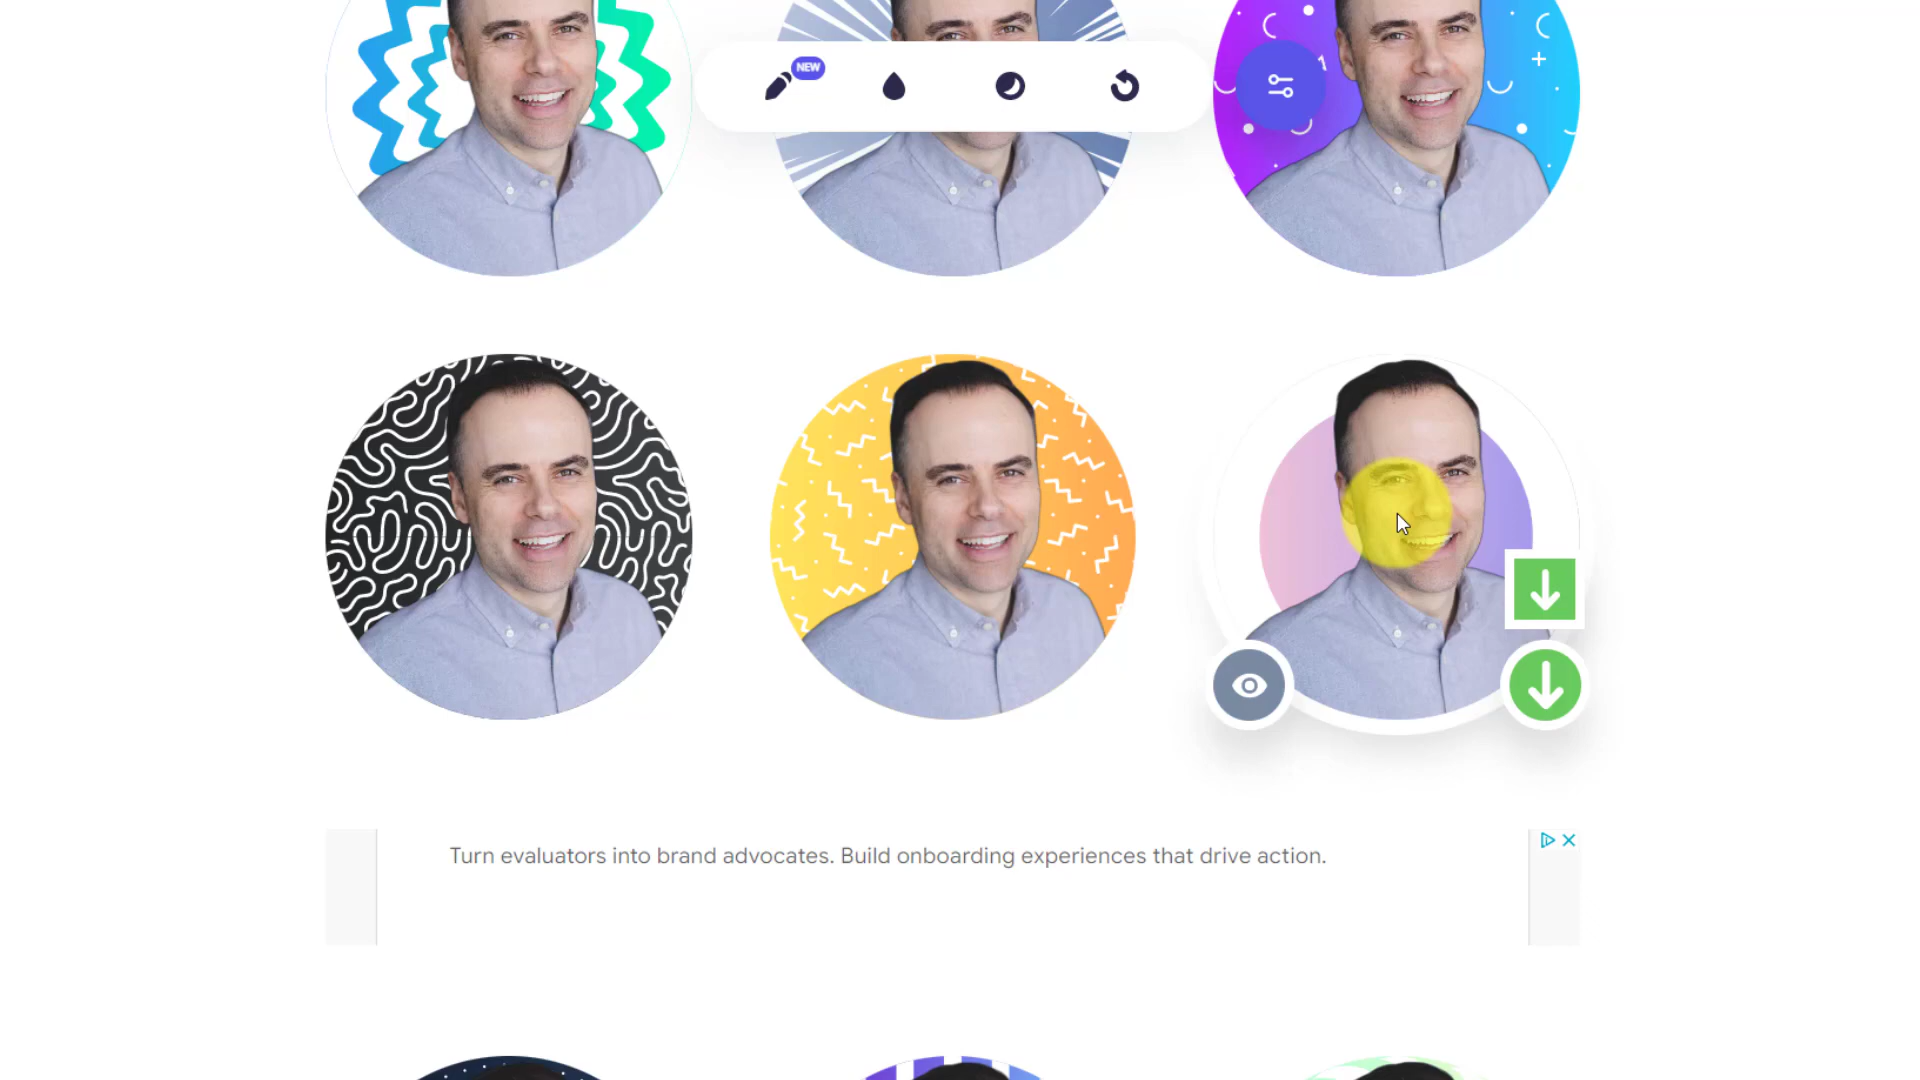 NEW
Turn evaluators into brand advocates. Build onboarding experiences that drive action.